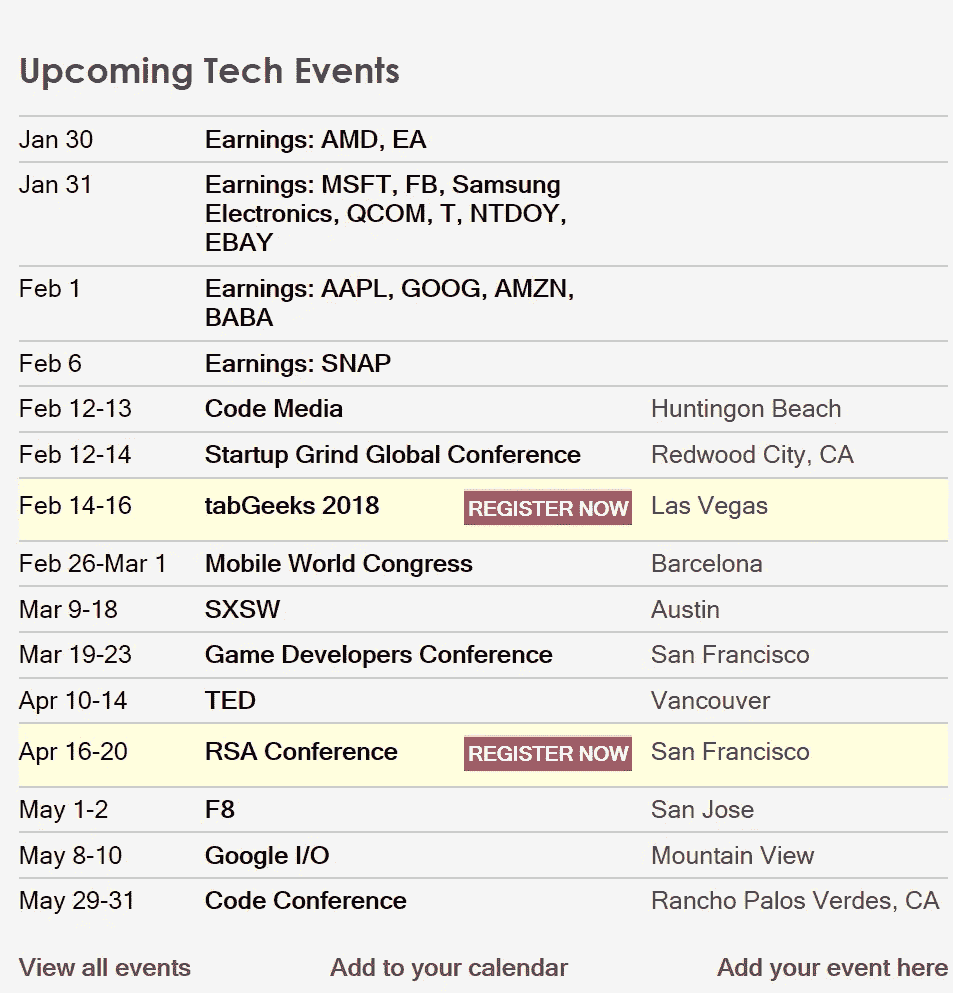 Upcoming Tech Events
Jan 30 Earnings: AMD, EA
Jan 31 Earnings: MSFT, FB, Samsung
Electronics, QCOM, T, NTDOY,
EBAY
Feb 1 Earnings: AAPL, GOOG, AMZN,
BABA
Feb 6 Earnings: SNAP
Feb 12-13 Code Media Huntingon Beach
Feb 12-14 Startup Grind Global Conference Redwood City, CA
Feb 14-16 tabGeeks 2018 REGISTER NOW Las Vegas
Feb 26-Mar 1 Mobile World Congress Barcelona
Mar 9-18 SXSW Austin
Mar 19-23 Game Developers Conference San Francisco
Apr 10-14 TED Vancouver
Apr 16-20 RSA Conference REGISTER NOW San Francisco
May 1-2 F8 San Jose
May 8-10 Google I/O Mountain View
May 29-31 Code Conference Rancho Palos Verdes, CA
View all events Add to your calendar Add your event here